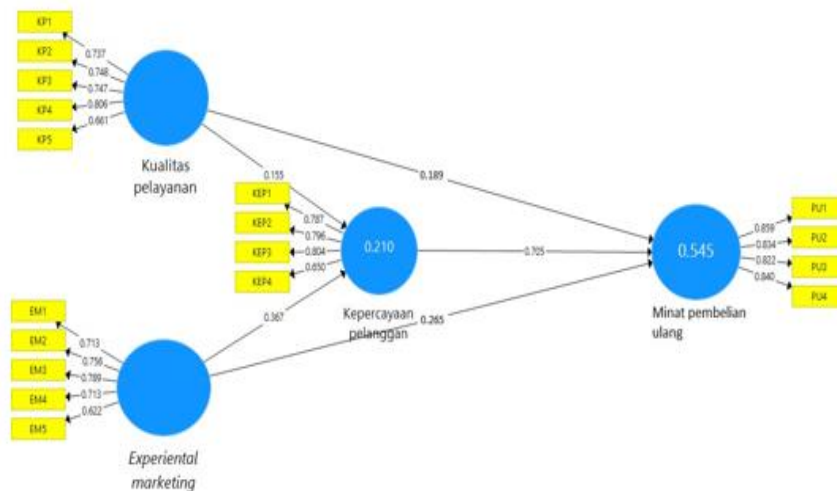 KP1
KP2
KP3
KP4
KP5
0.737
0.748
0.747
0.806
0.661
Kualitas
pelayanan
0.155
0.189
KEP1
KEP2
KEP3
KEP4
0.787
0.796
0.804
0.650
0.210
Kepercayaan
pelanggan
0.705
0.545
Minat pembelian
ulang
0.859
0.834
0.822
0.840
PU1
PU2
PU3
PU4
0.367
0.265
EM1
EM2
EM3
EM4
EM5
0.713
0.756
0.789
0.713
0.622
Experiental
marketing